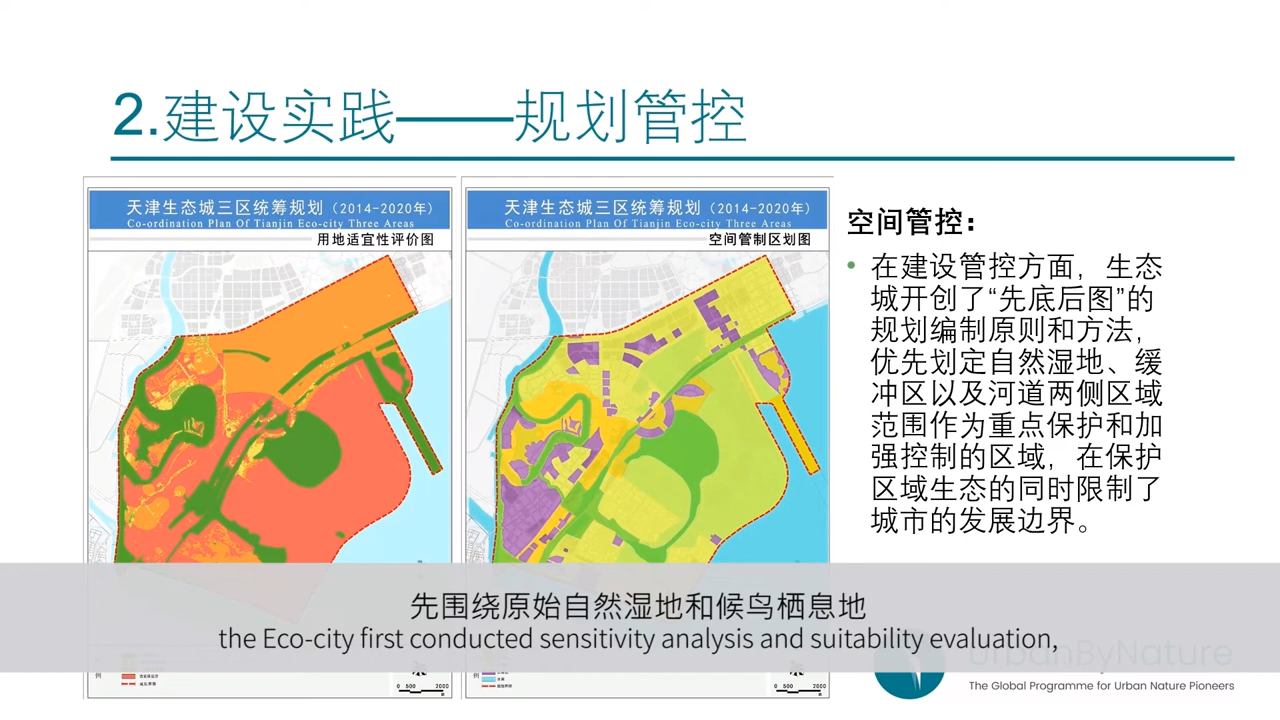 2.建设实践——规划管控
天津生态城三区统筹规划（2014-2020年）
Co-ordination Plan Of Tianjin Eco-city Three Areas
用地适宜性评价图
天津生态城三区统筹规划（2014-2020年）
Co-ordination Plan Of Tianjin Eco-city Three Areas
空间管制区划图
空间管控：
• 在建设管控方面，生态
城开创了“先底后图”的
规划编制原则和方法，
优先划定自然湿地、缓
冲区以及河道两侧区域
范围作为重点保护和加
强控制的区域，在保护
区域生态的同时限制了
城市的发展边界。
先围绕原始自然湿地和候鸟栖息地
the Eco-city first conducted sensitivity analysis and suitability evaluation,
UrbanByNature
The Global Programme for Urban Nature Pioneers
0 500 2000
0 500 2000